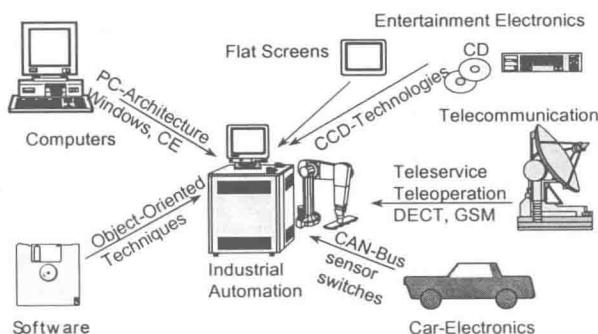 Entertainment Electronics
Flat Screens
CD
PC-Architecture
Windows, CE
CCD-Technologies
Computers
Telecommunication
Teleservice
Teleoperation
DECT, GSM
Object-Oriented
Techniques
Industrial
Automation
CAN-Bus
sensor
switches
Software
Car-Electronics